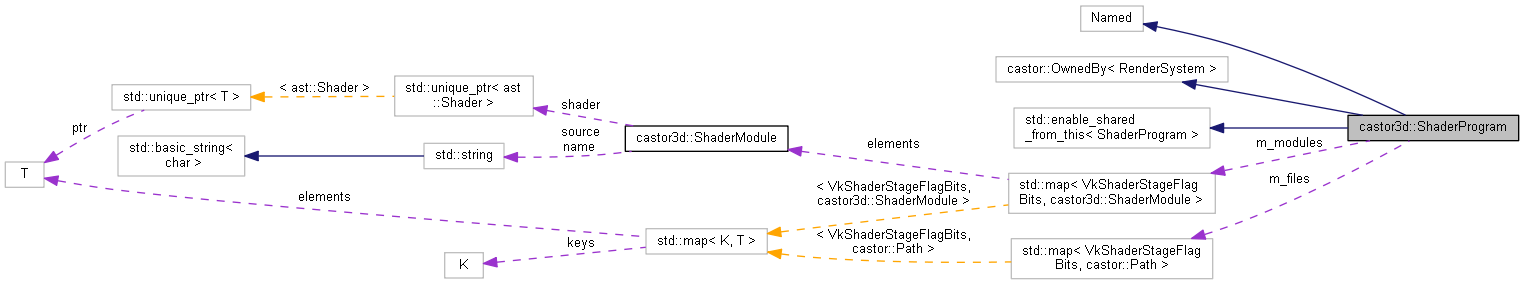 Named
castor::OwnedBy< RenderSystem >
std::enable_shared
_from_this< ShaderProgram >
castor3d::ShaderProgram
m_modules
m_files
std::map< VkShaderStageFlag
Bits, castor3d::ShaderModule >
std::map< VkShaderStageFlag
Bits, castor::Path >
elements
< VkShaderStageFlagBits,
castor3d::ShaderModule >
< VkShaderStageFlagBits,
castor::Path >
castor3d::ShaderModule
shader
source
name
std::unique_ptr< ast
::Shader >
std::string
< ast::Shader >
std::unique_ptr< T >
std::basic_string<
char >
ptr
T
elements
keys
std::map< K, T >
K